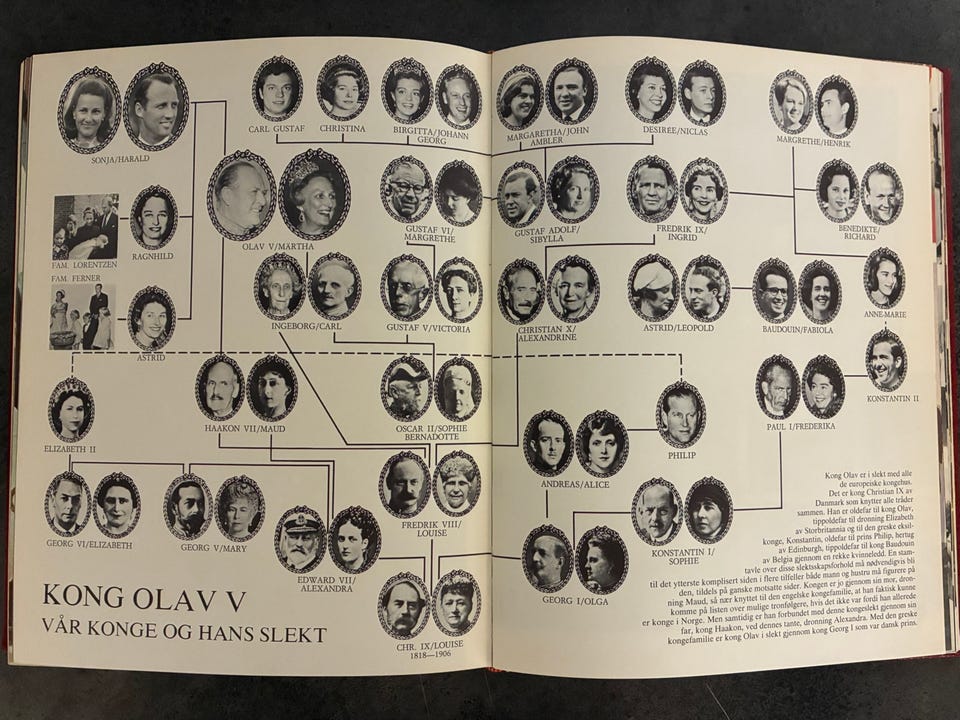 CARL GUSTAF
CHRISTINA
BIRGITTA/JOHANN
GEORG
MARGARETHA/JOHN
AMBLER
DESIRÉE/NICLAS
MARGRETHE/HENRIK
SONJA/HARALD
OLAV V/MÄRTHA
GUSTAF VI/
MARGRETHE
GUSTAF ADOLF/
SIBYLLA
FREDRIK IX/
INGRID
BENEDIKTE/
RICHARD
FAM. LORENTZEN
RAGNHILD
FAM. FERNER
ASTRID
INGEBORG/CARL
GUSTAF V/VICTORIA
CHRISTIAN X/
ALEXANDRINE
ASTRID/LEOPOLD
BAUDOUIN/FABIOLA
ANNE-MARIE
ELIZABETH II
HAAKON VII/MAUD
OSCAR II/SOPHIE
BERNADOTTE
ANDREAS/ALICE
PHILIP
PAUL I/FREDERIKA
KONSTANTIN II
GEORG VI/ELIZABETH
GEORG V/MARY
EDWARD VII/
ALEXANDRA
FREDRIK VIII/
LOUISE
GEORG I/OLGA
KONSTANTIN I/
SOPHIE
CHR. IX/LOUISE
1818—1906
KONG OLAV V
VÅR KONGE OG HANS SLEKT
Kong Olav er i slekt med alle
de europeiske kongehus.
Det er kong Christian IX av
Danmark som knytter alle tråder
sammen. Han er oldefar til kong Olav,
tippoldefar til dronning Elizabeth
av Storbritannia og til den greske eksil-
konge, Konstantin, oldefar til prins Philip, hertug
av Edinburgh, tippoldefar til kong Baudouin
av Belgia gjennom en rekke kvinneledd. En stam-
tavle over disse slektskapsforhold må nødvendigvis bli
til det ytterste komplisert siden i flere tilfeller både mann og hustru må figurere på
den, tildels på ganske motsatte sider. Kongen er jo gjennom sin mor, dron-
ning Maud, så nær knyttet til den engelske kongefamilie, at han faktisk kunne
komme på listen over mulige tronfølgere, hvis det ikke var fordi han allerede
er konge i Norge. Men samtidig er han forbundet med denne kongeslekt gjennom sin
far, kong Haakon, ved dennes tante, dronning Alexandra. Med den greske
kongefamilie er kong Olav i slekt gjennom kong Georg I som var dansk prins.